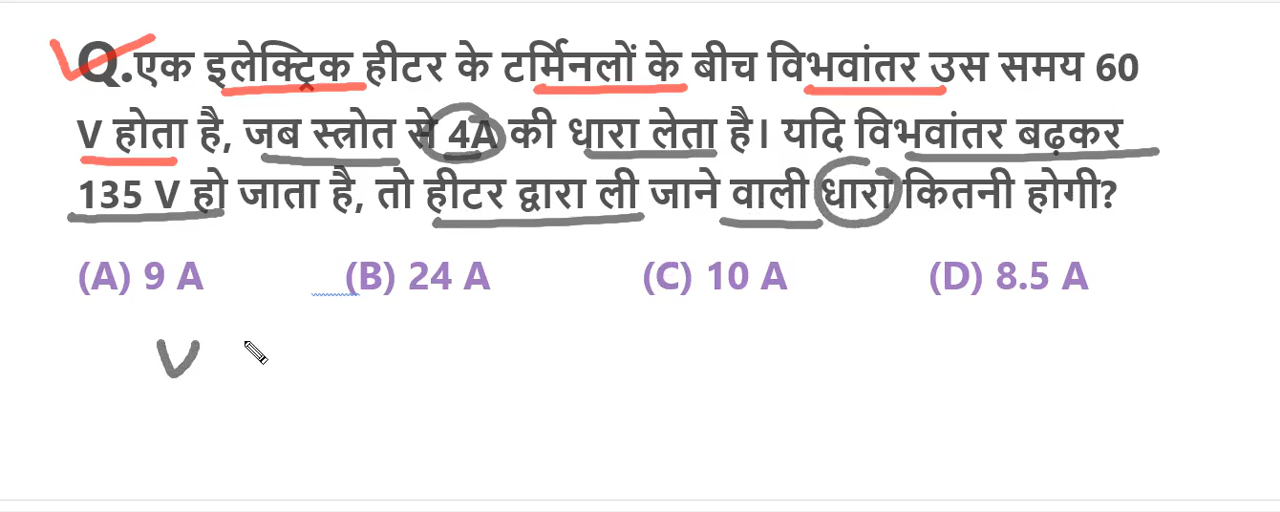 Q.एक इलेक्ट्रिक हीटर के टर्मिनलों के बीच विभवांतर उस समय 60
V होता है, जब स्त्रोत से 4A की धारा लेता है। यदि विभवांतर बढ़कर
135 V हो जाता है, तो हीटर द्वारा ली जाने वाली धारा कितनी होगी?
(A) 9 A (B) 24 A (C) 10 A (D) 8.5 A
V